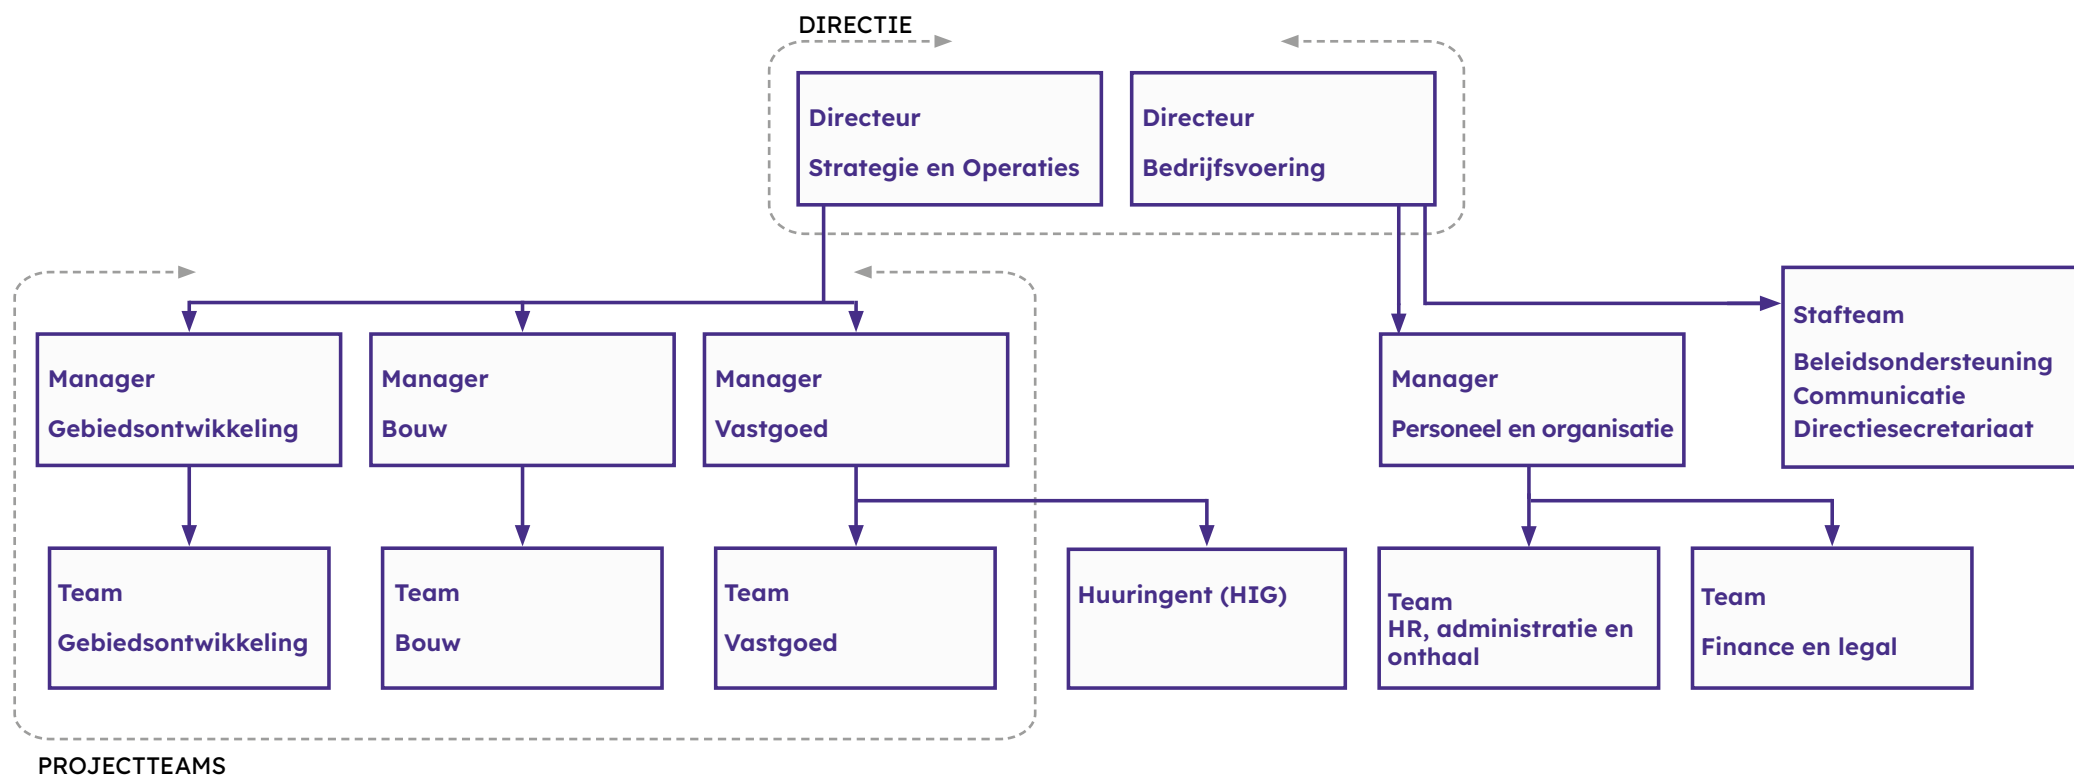 DIRECTIE
Directeur
Strategie en Operaties
Directeur
Bedrijfsvoering
Manager
Gebiedsontwikkeling
Manager
Bouw
Manager
Vastgoed
Manager
Personeel en organisatie
Stafteam
Beleidsondersteuning
Communicatie
Directiesecretariaat
Team
Gebiedsontwikkeling
Team
Bouw
Team
Vastgoed
Huuringent (HIG)
Team
HR, administratie en
onthaal
Team
Finance en legal
PROJECTTEAMS